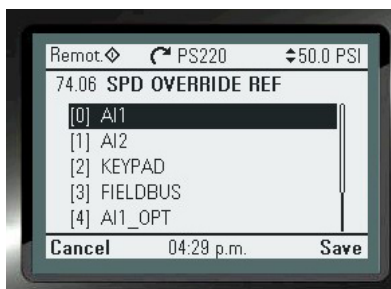 Remot. PS220 50.0 PSI
74.06 SPD OVERRIDE REF
[0] AI1
[1] AI2
[2] KEYPAD
[3] FIELDBUS
[4] AI1_OPT
Cancel 04:29 p.m. Save